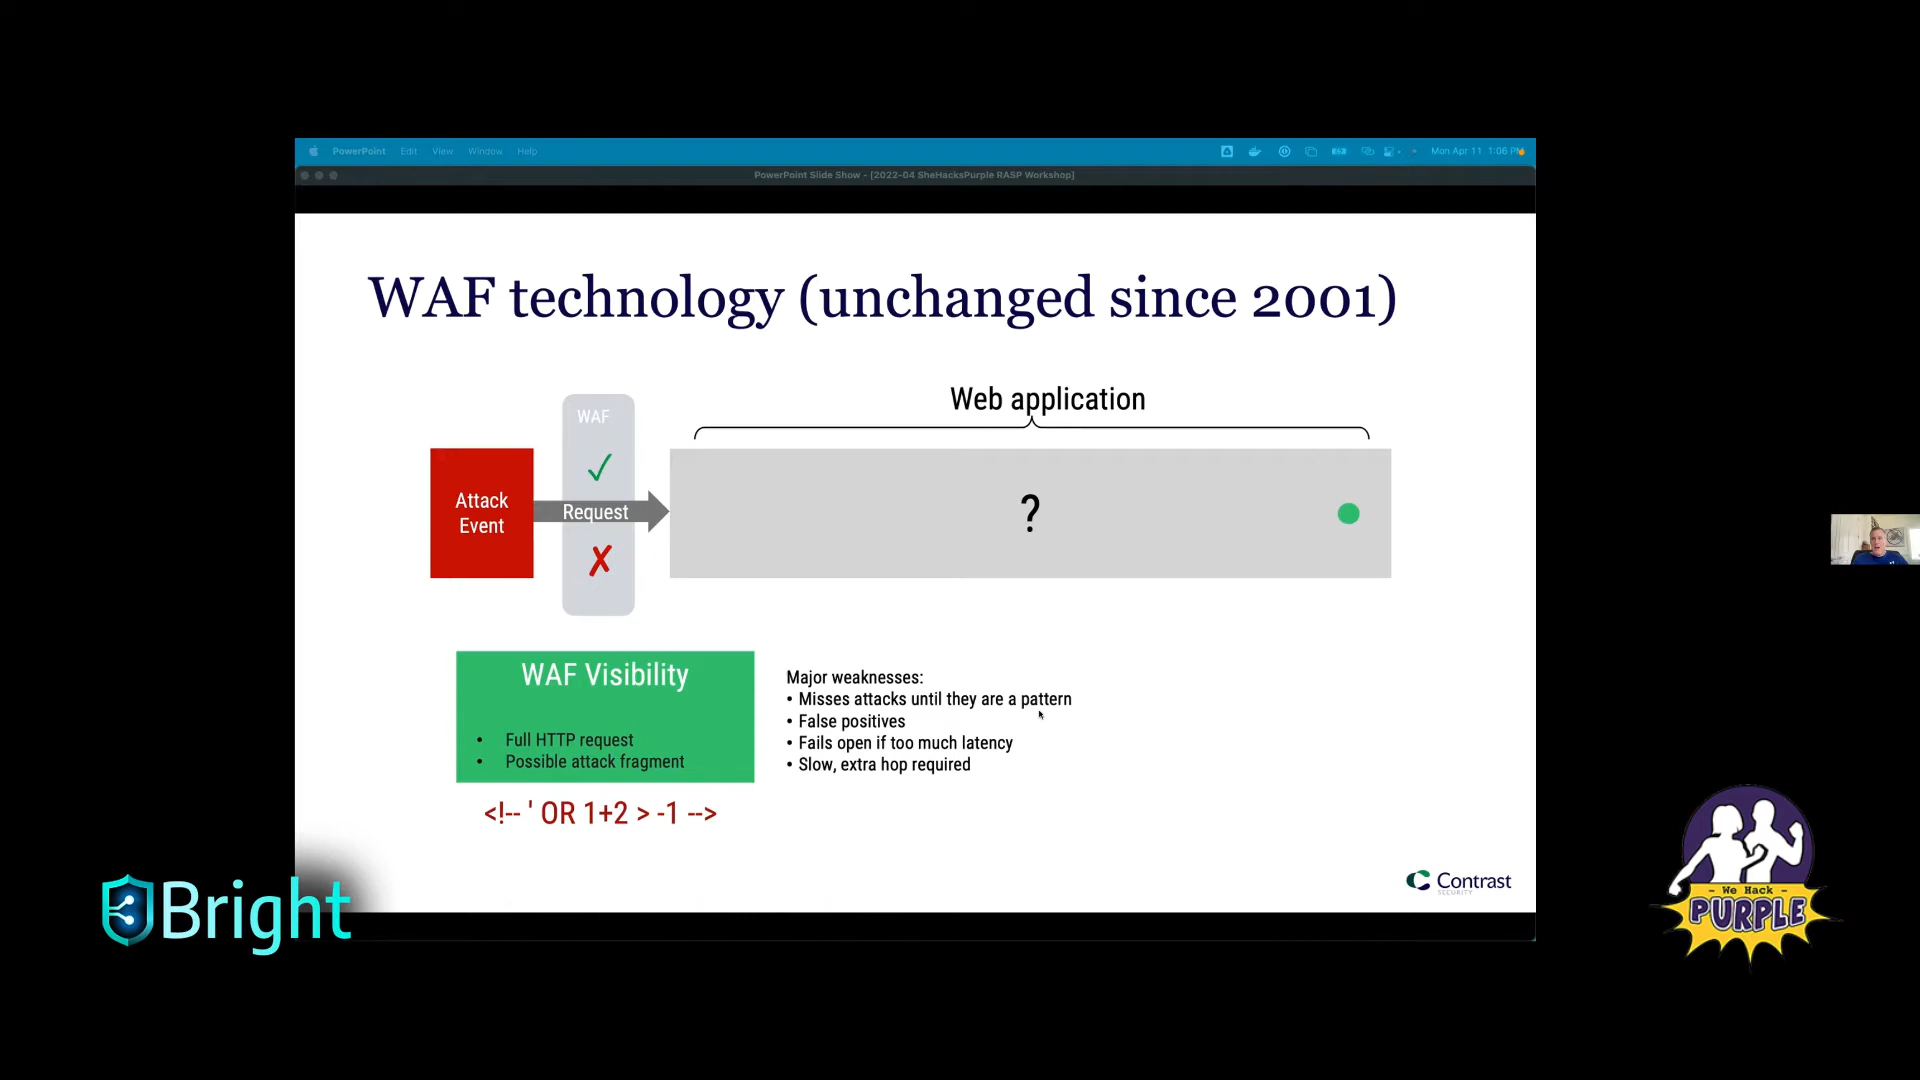 PowerPoint Edit View Window Help
Mon Apr 11 1:06 PM
PowerPoint Slide Show - [2022-04 SheHacksPurple RASP Workshop]
WAF technology (unchanged since 2001)
Web application
WAF
✓
Attack
Event
Request
?
✗
WAF Visibility
• Full HTTP request
• Possible attack fragment
<!-- ' OR 1+2 > -1 -->
Major weaknesses:
• Misses attacks until they are a pattern
• False positives
• Fails open if too much latency
• Slow, extra hop required
Contrast
SECURITY
Bright
- We Hack -
PURPLE